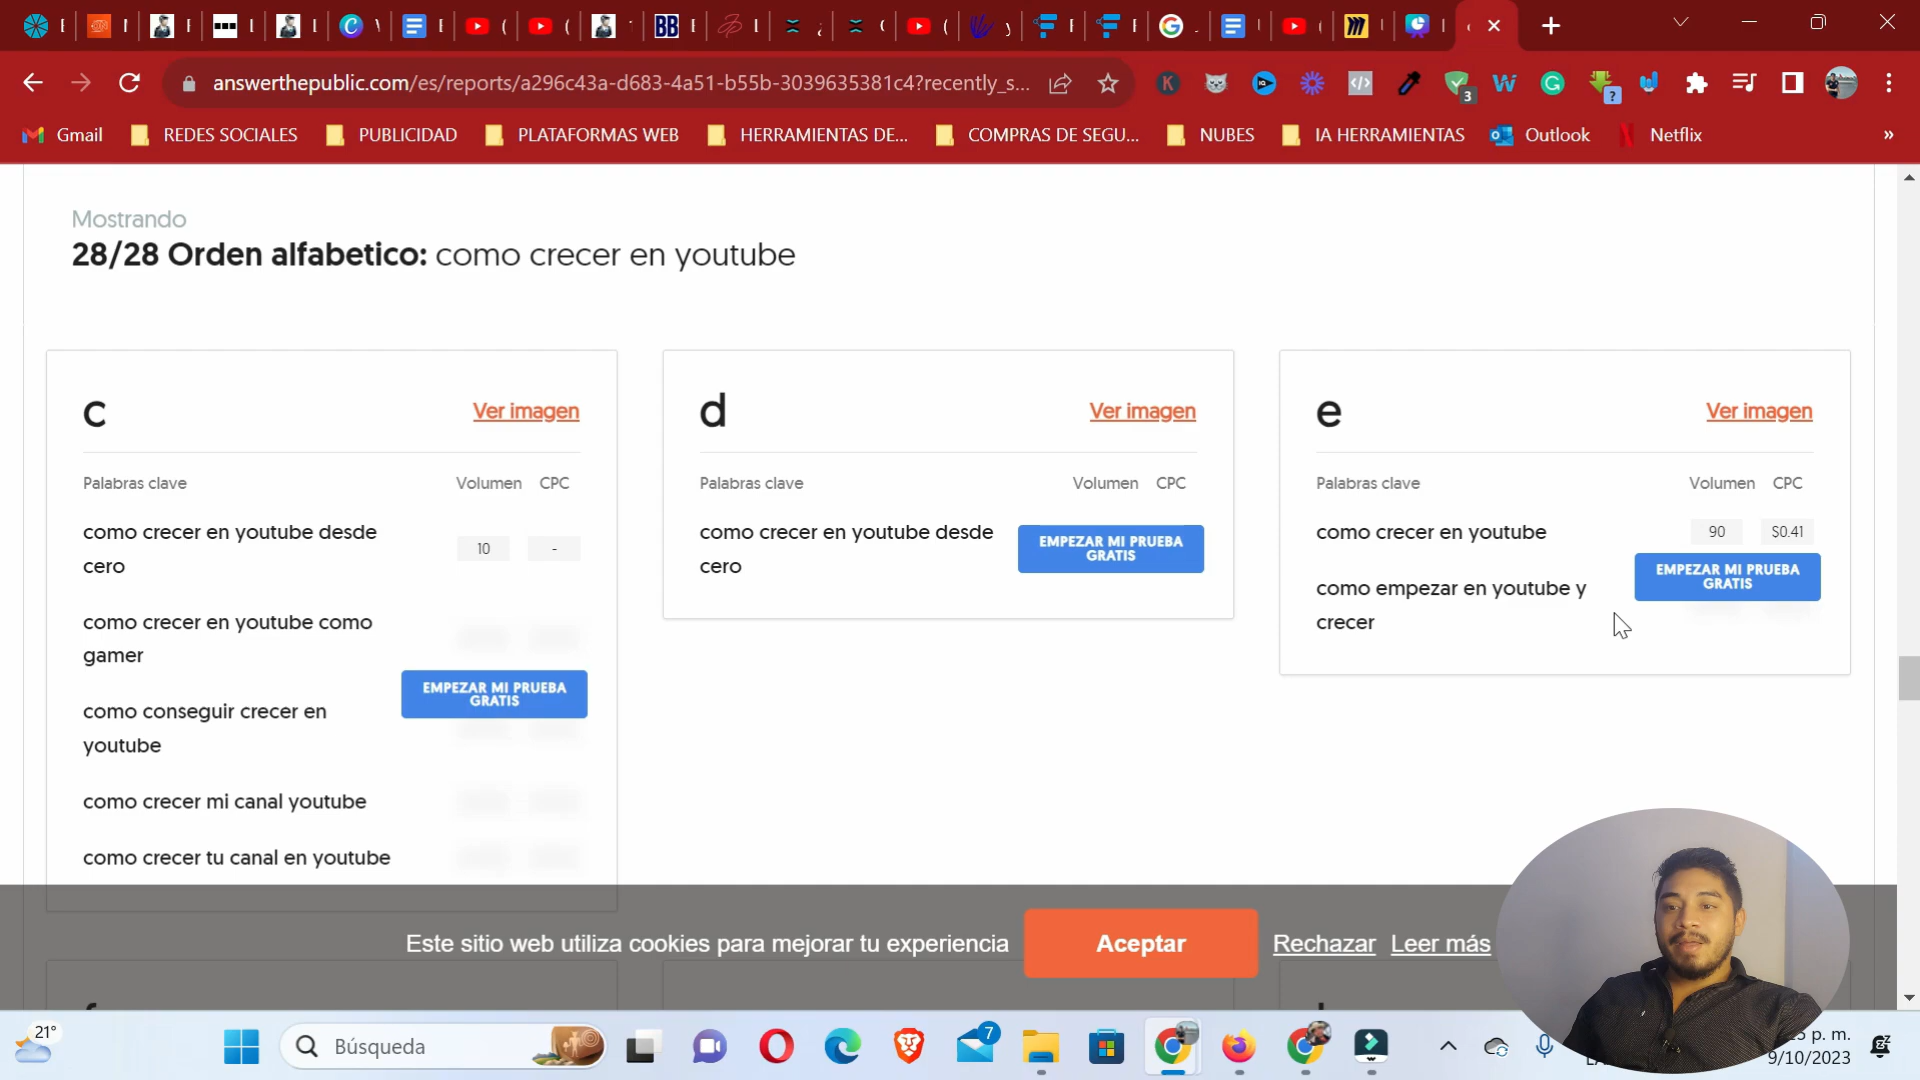 answerthepublic.com/es/reports/a296c43a-d683-4a51-b55b-3039635381c4?recently_s...
Gmail
REDES SOCIALES
PUBLICIDAD
PLATAFORMAS WEB
HERRAMIENTAS DE...
COMPRAS DE SEGU...
NUBES
IA HERRAMIENTAS
Outlook
Netflix
»
Mostrando
28/28 Orden alfabetico: como crecer en youtube
c
Ver imagen
Palabras clave
Volumen
CPC
como crecer en youtube desde
cero
10
-
como crecer en youtube como
gamer
EMPEZAR MI PRUEBA
GRATIS
como conseguir crecer en
youtube
como crecer mi canal youtube
como crecer tu canal en youtube
d
Ver imagen
Palabras clave
Volumen
CPC
como crecer en youtube desde
cero
EMPEZAR MI PRUEBA
GRATIS
e
Ver imagen
Palabras clave
Volumen
CPC
como crecer en youtube
90
$0.41
EMPEZAR MI PRUEBA
GRATIS
como empezar en youtube y
crecer
Este sitio web utiliza cookies para mejorar tu experiencia
Aceptar
Rechazar
Leer más
21°
Búsqueda
7
p. m.
9/10/2023